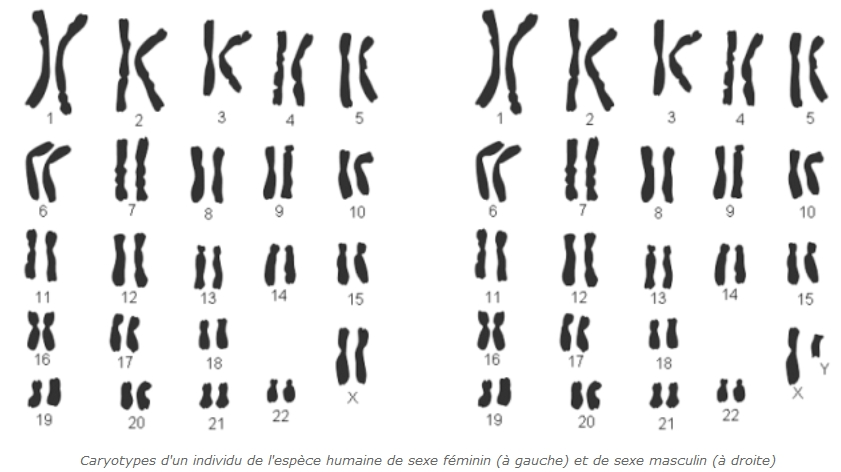 1 2 3 4 5 1 2 3 4 5
6 7 8 9 10 6 7 8 9 10
11 12 13 14 15 11 12 13 14 15
16 17 18 X 16 17 18 X Y
19 20 21 22 19 20 21 22
Caryotypes d'un individu de l'espèce humaine de sexe féminin (à gauche) et de sexe masculin (à droite)